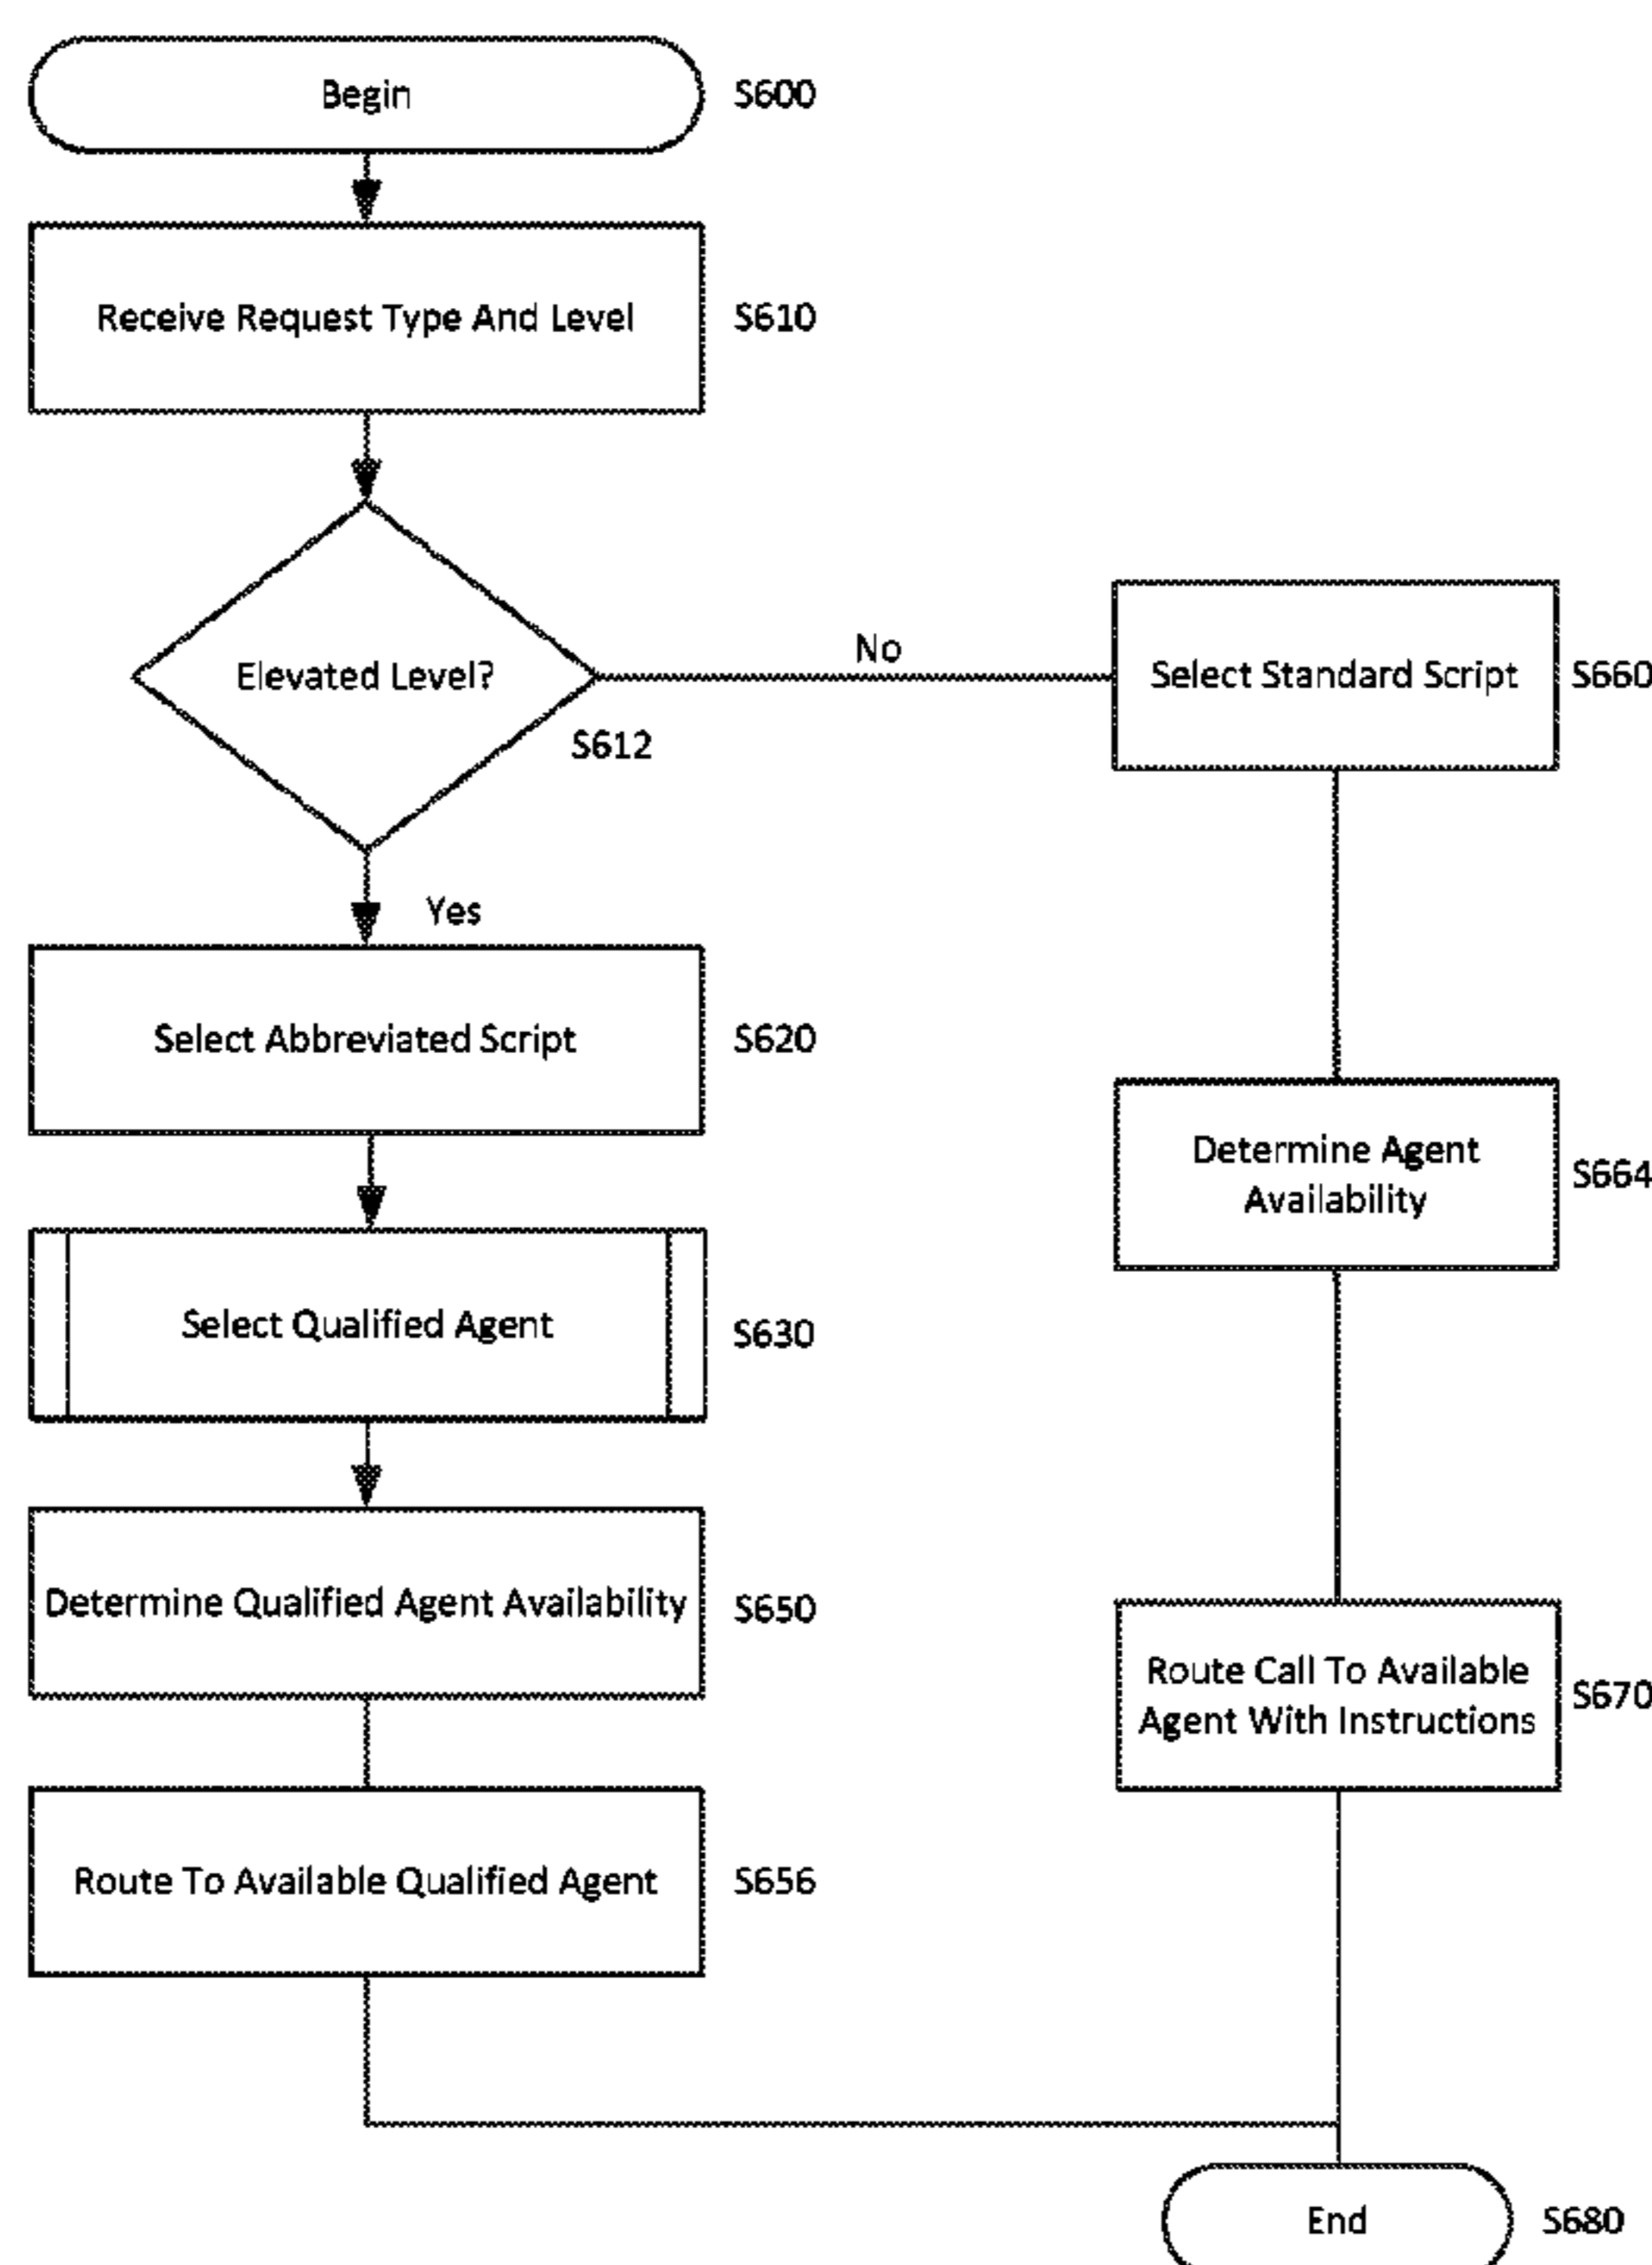 Begin
S600
Receive Request Type And Level
S610
Elevated Level?
S612
No
Select Standard Script
S660
Yes
Select Abbreviated Script
S620
Determine Agent
Availability
S664
Select Qualified Agent
S630
Determine Qualified Agent Availability
S650
Route Call To Available
Agent With Instructions
S670
Route To Available Qualified Agent
S656
End
S680